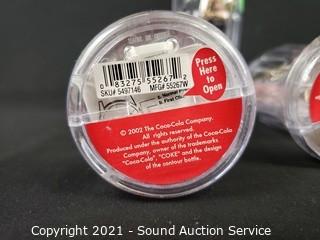 0 83275 55267 2
SKU# 5497146 MFG# 55267W
Press
Here
to
Open
© 2002 The Coca-Cola Company.
All rights reserved.
Produced under the authority of the Coca-Cola
Company, owner of the trademarks
"Coca-Cola", "COKE" and the design
of the contour bottle.
Copyright 2021 - Sound Auction Service